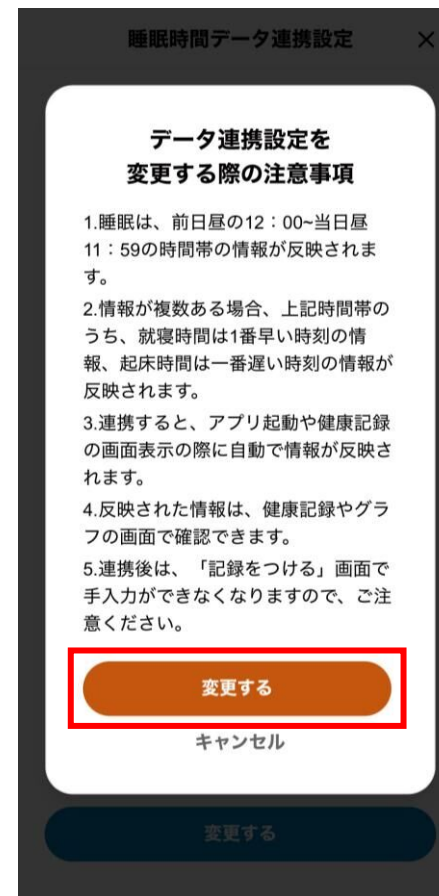 睡眠時間データ連携設定 ×
データ連携設定を
変更する際の注意事項
1.睡眠は、前日昼の12：00~当日昼
11：59の時間帯の情報が反映されま
す。
2.情報が複数ある場合、上記時間帯の
うち、就寝時間は1番早い時刻の情
報、起床時間は一番遅い時刻の情報が
反映されます。
3.連携すると、アプリ起動や健康記録
の画面表示の際に自動で情報が反映さ
れます。
4.反映された情報は、健康記録やグラ
フの画面で確認できます。
5.連携後は、「記録をつける」画面で
手入力ができなくなりますので、ご注
意ください。
変更する
キャンセル
変更する